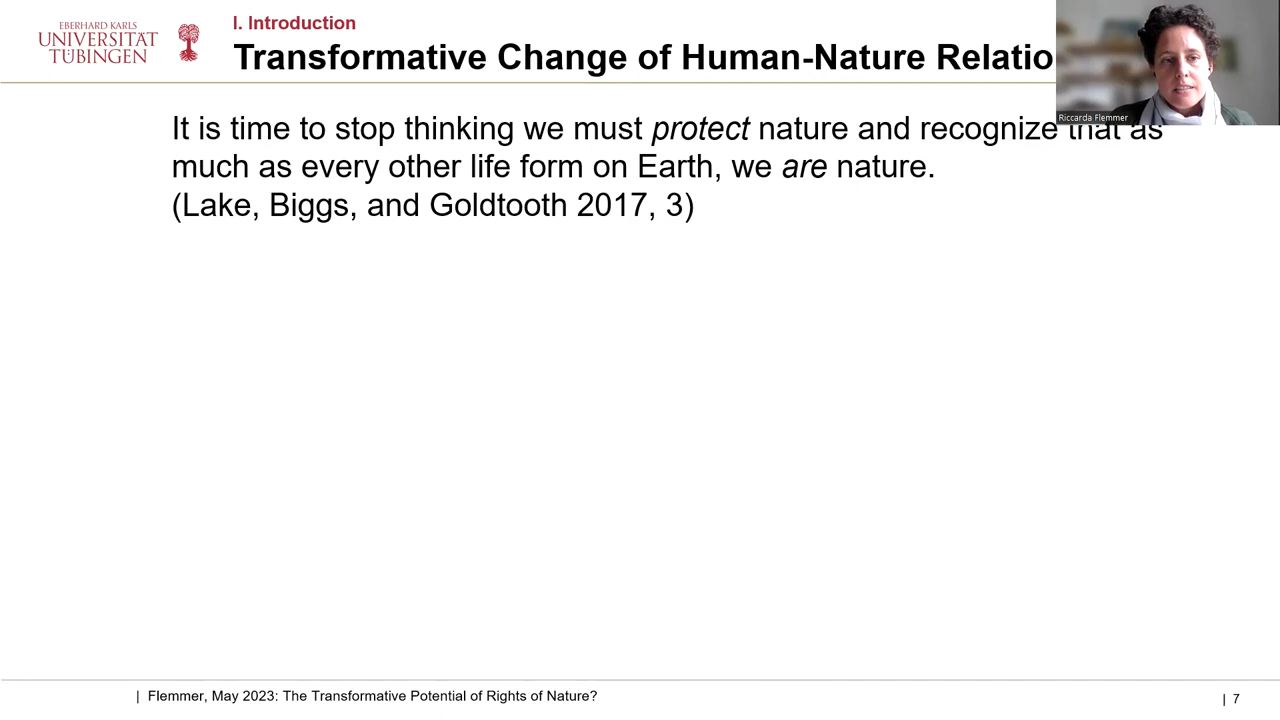 EBERHARD KARLS
UNIVERSITÄT
TÜBINGEN
I. Introduction
Transformative Change of Human-Nature Relatio
Riccarda Flemmer
It is time to stop thinking we must protect nature and recognize that as
much as every other life form on Earth, we are nature.
(Lake, Biggs, and Goldtooth 2017, 3)
| Flemmer, May 2023: The Transformative Potential of Rights of Nature?
| 7